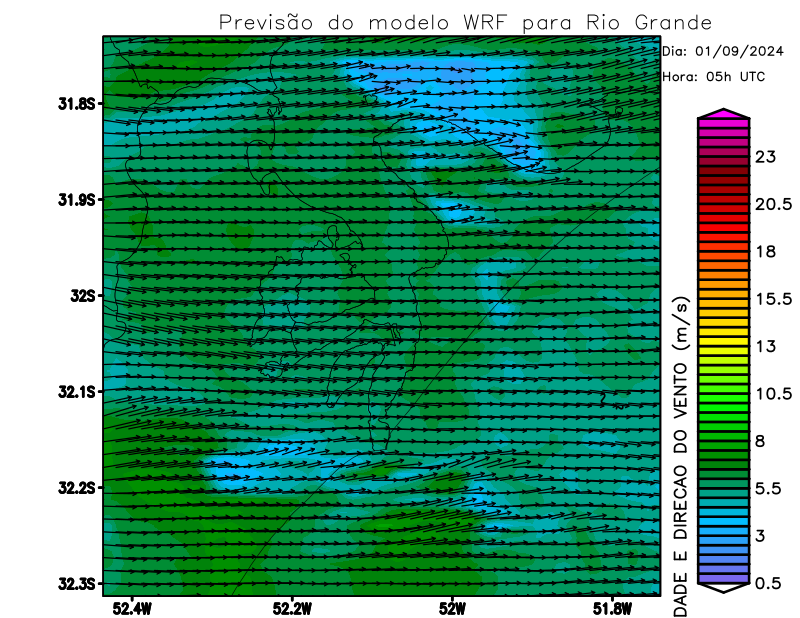 Previsão do modelo WRF para Rio Grande
Dia: 01/09/2024
Hora: 05h UTC
31.8S
31.9S
32S
32.1S
32.2S
32.3S
52.4W
52.2W
52W
51.8W
23
20.5
18
15.5
13
10.5
8
5.5
3
0.5
DADE E DIRECAO DO VENTO (m/s)